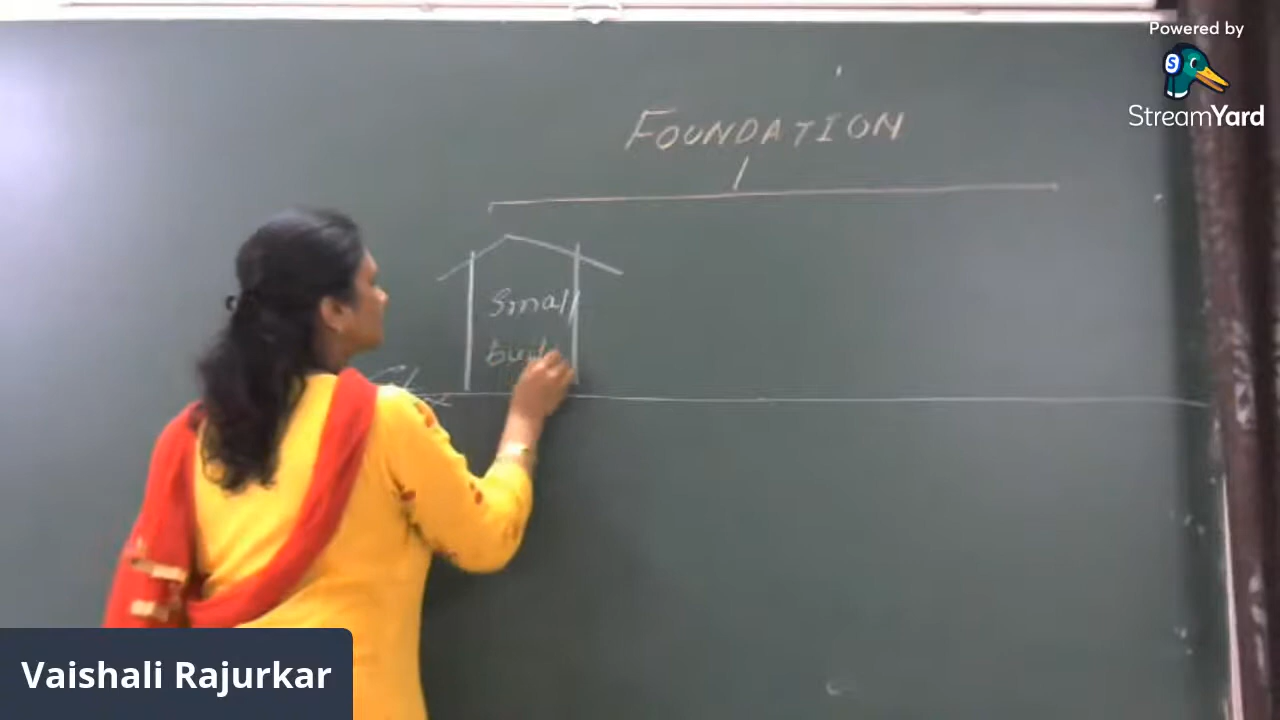 Powered by
StreamYard
FOUNDATION
Small
Vaishali Rajurkar